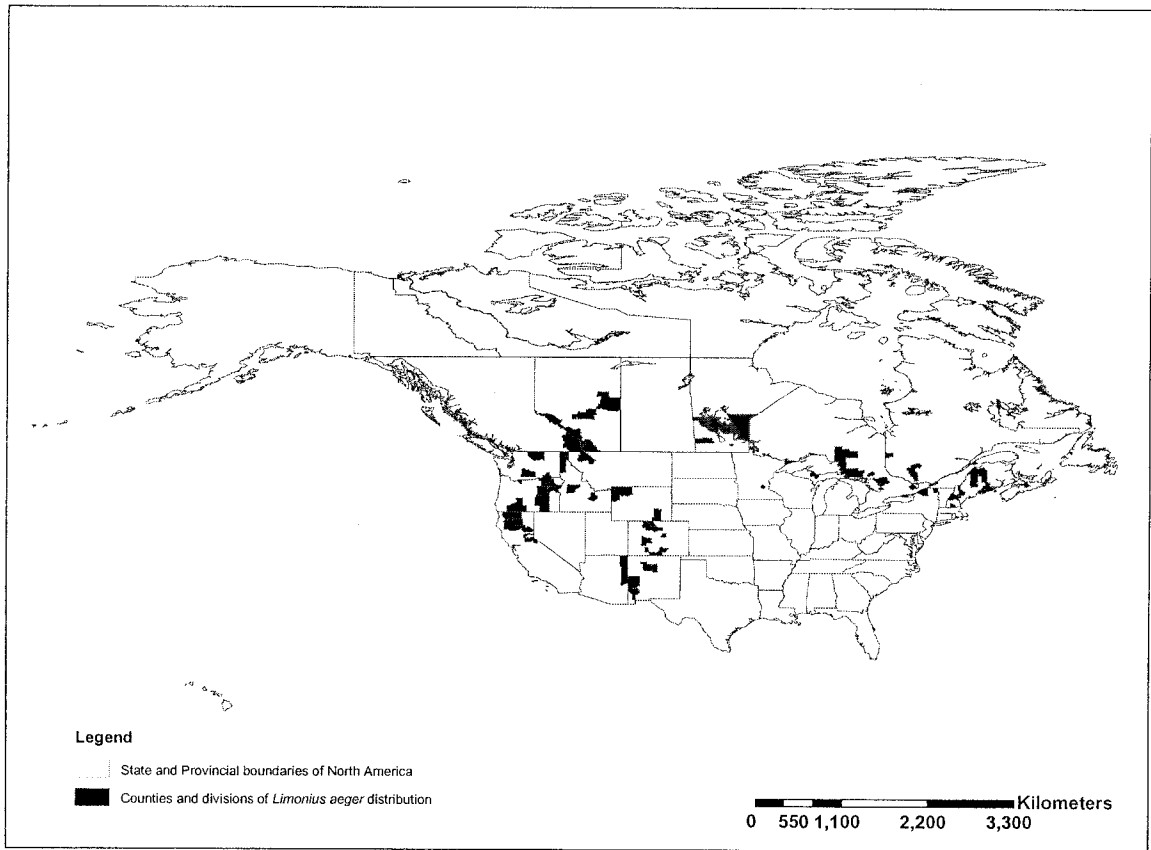 Legend
State and Provincial boundaries of North America
Counties and divisions of Limonius aeger distribution
Kilometers
0 550 1,100 2,200 3,300